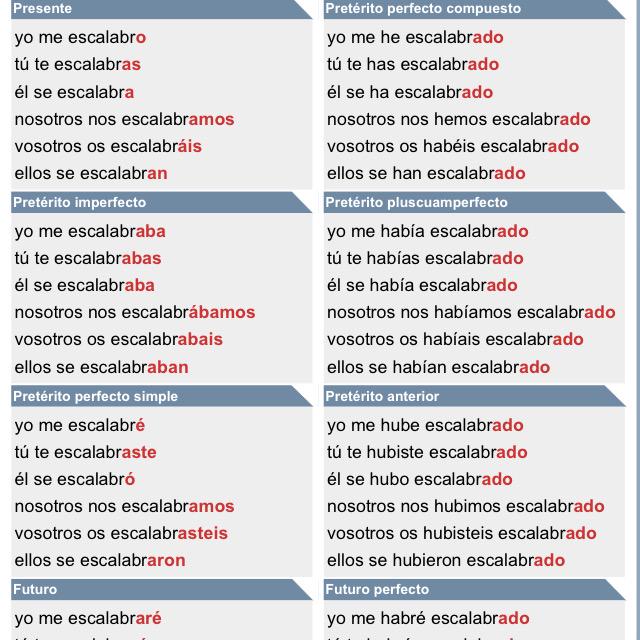 Presente
yo me escalabro
tú te escalabras
él se escalabra
nosotros nos escalabramos
vosotros os escalabráis
ellos se escalabran
Pretérito perfecto compuesto
yo me he escalabrado
tú te has escalabrado
él se ha escalabrado
nosotros nos hemos escalabrado
vosotros os habéis escalabrado
ellos se han escalabrado
Pretérito imperfecto
yo me escalabraba
tú te escalabrabas
él se escalabraba
nosotros nos escalabrábamos
vosotros os escalabrabais
ellos se escalabraban
Pretérito pluscuamperfecto
yo me había escalabrado
tú te habías escalabrado
él se había escalabrado
nosotros nos habíamos escalabrado
vosotros os habíais escalabrado
ellos se habían escalabrado
Pretérito perfecto simple
yo me escalabré
tú te escalabraste
él se escalabró
nosotros nos escalabramos
vosotros os escalabrasteis
ellos se escalabraron
Pretérito anterior
yo me hube escalabrado
tú te hubiste escalabrado
él se hubo escalabrado
nosotros nos hubimos escalabrado
vosotros os hubisteis escalabrado
ellos se hubieron escalabrado
Futuro
yo me escalabraré
Futuro perfecto
yo me habré escalabrado